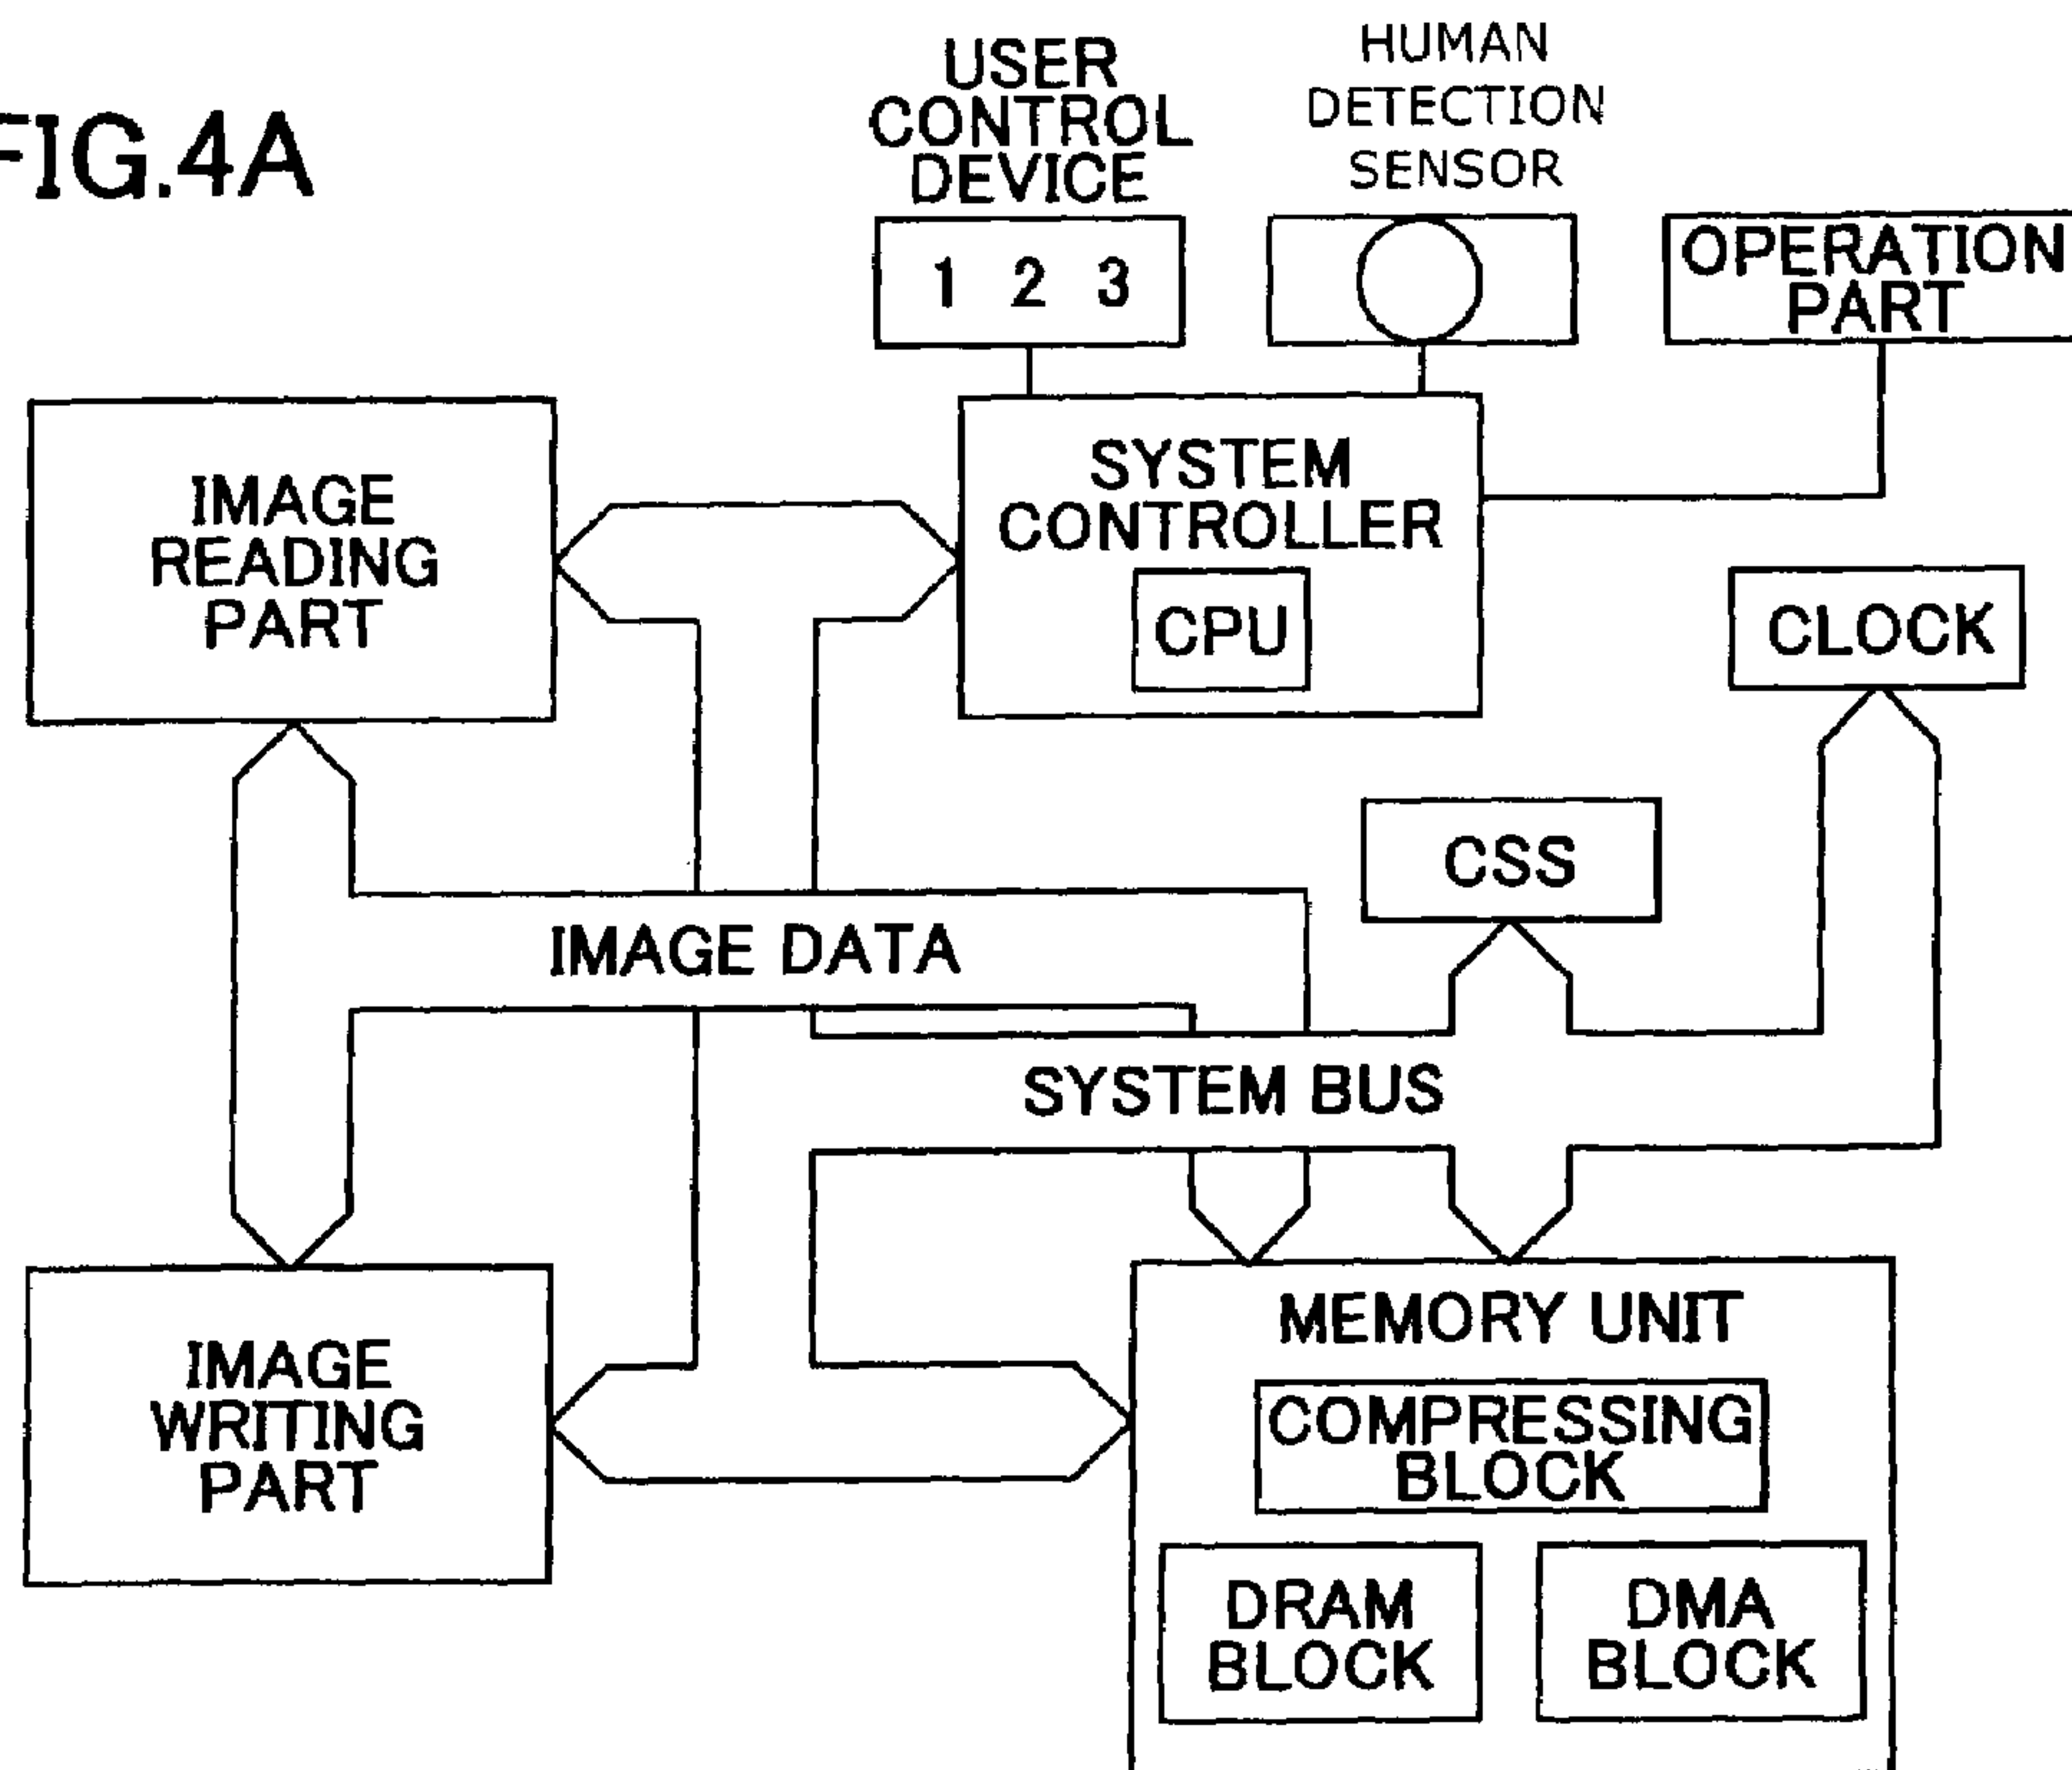 FIG.4A
USER
CONTROL
DEVICE
HUMAN
DETECTION
SENSOR
1 2 3
OPERATION
PART
IMAGE
READING
PART
SYSTEM
CONTROLLER
CPU
CLOCK
CSS
IMAGE DATA
SYSTEM BUS
IMAGE
WRITING
PART
MEMORY UNIT
COMPRESSING
BLOCK
DRAM
BLOCK
DMA
BLOCK